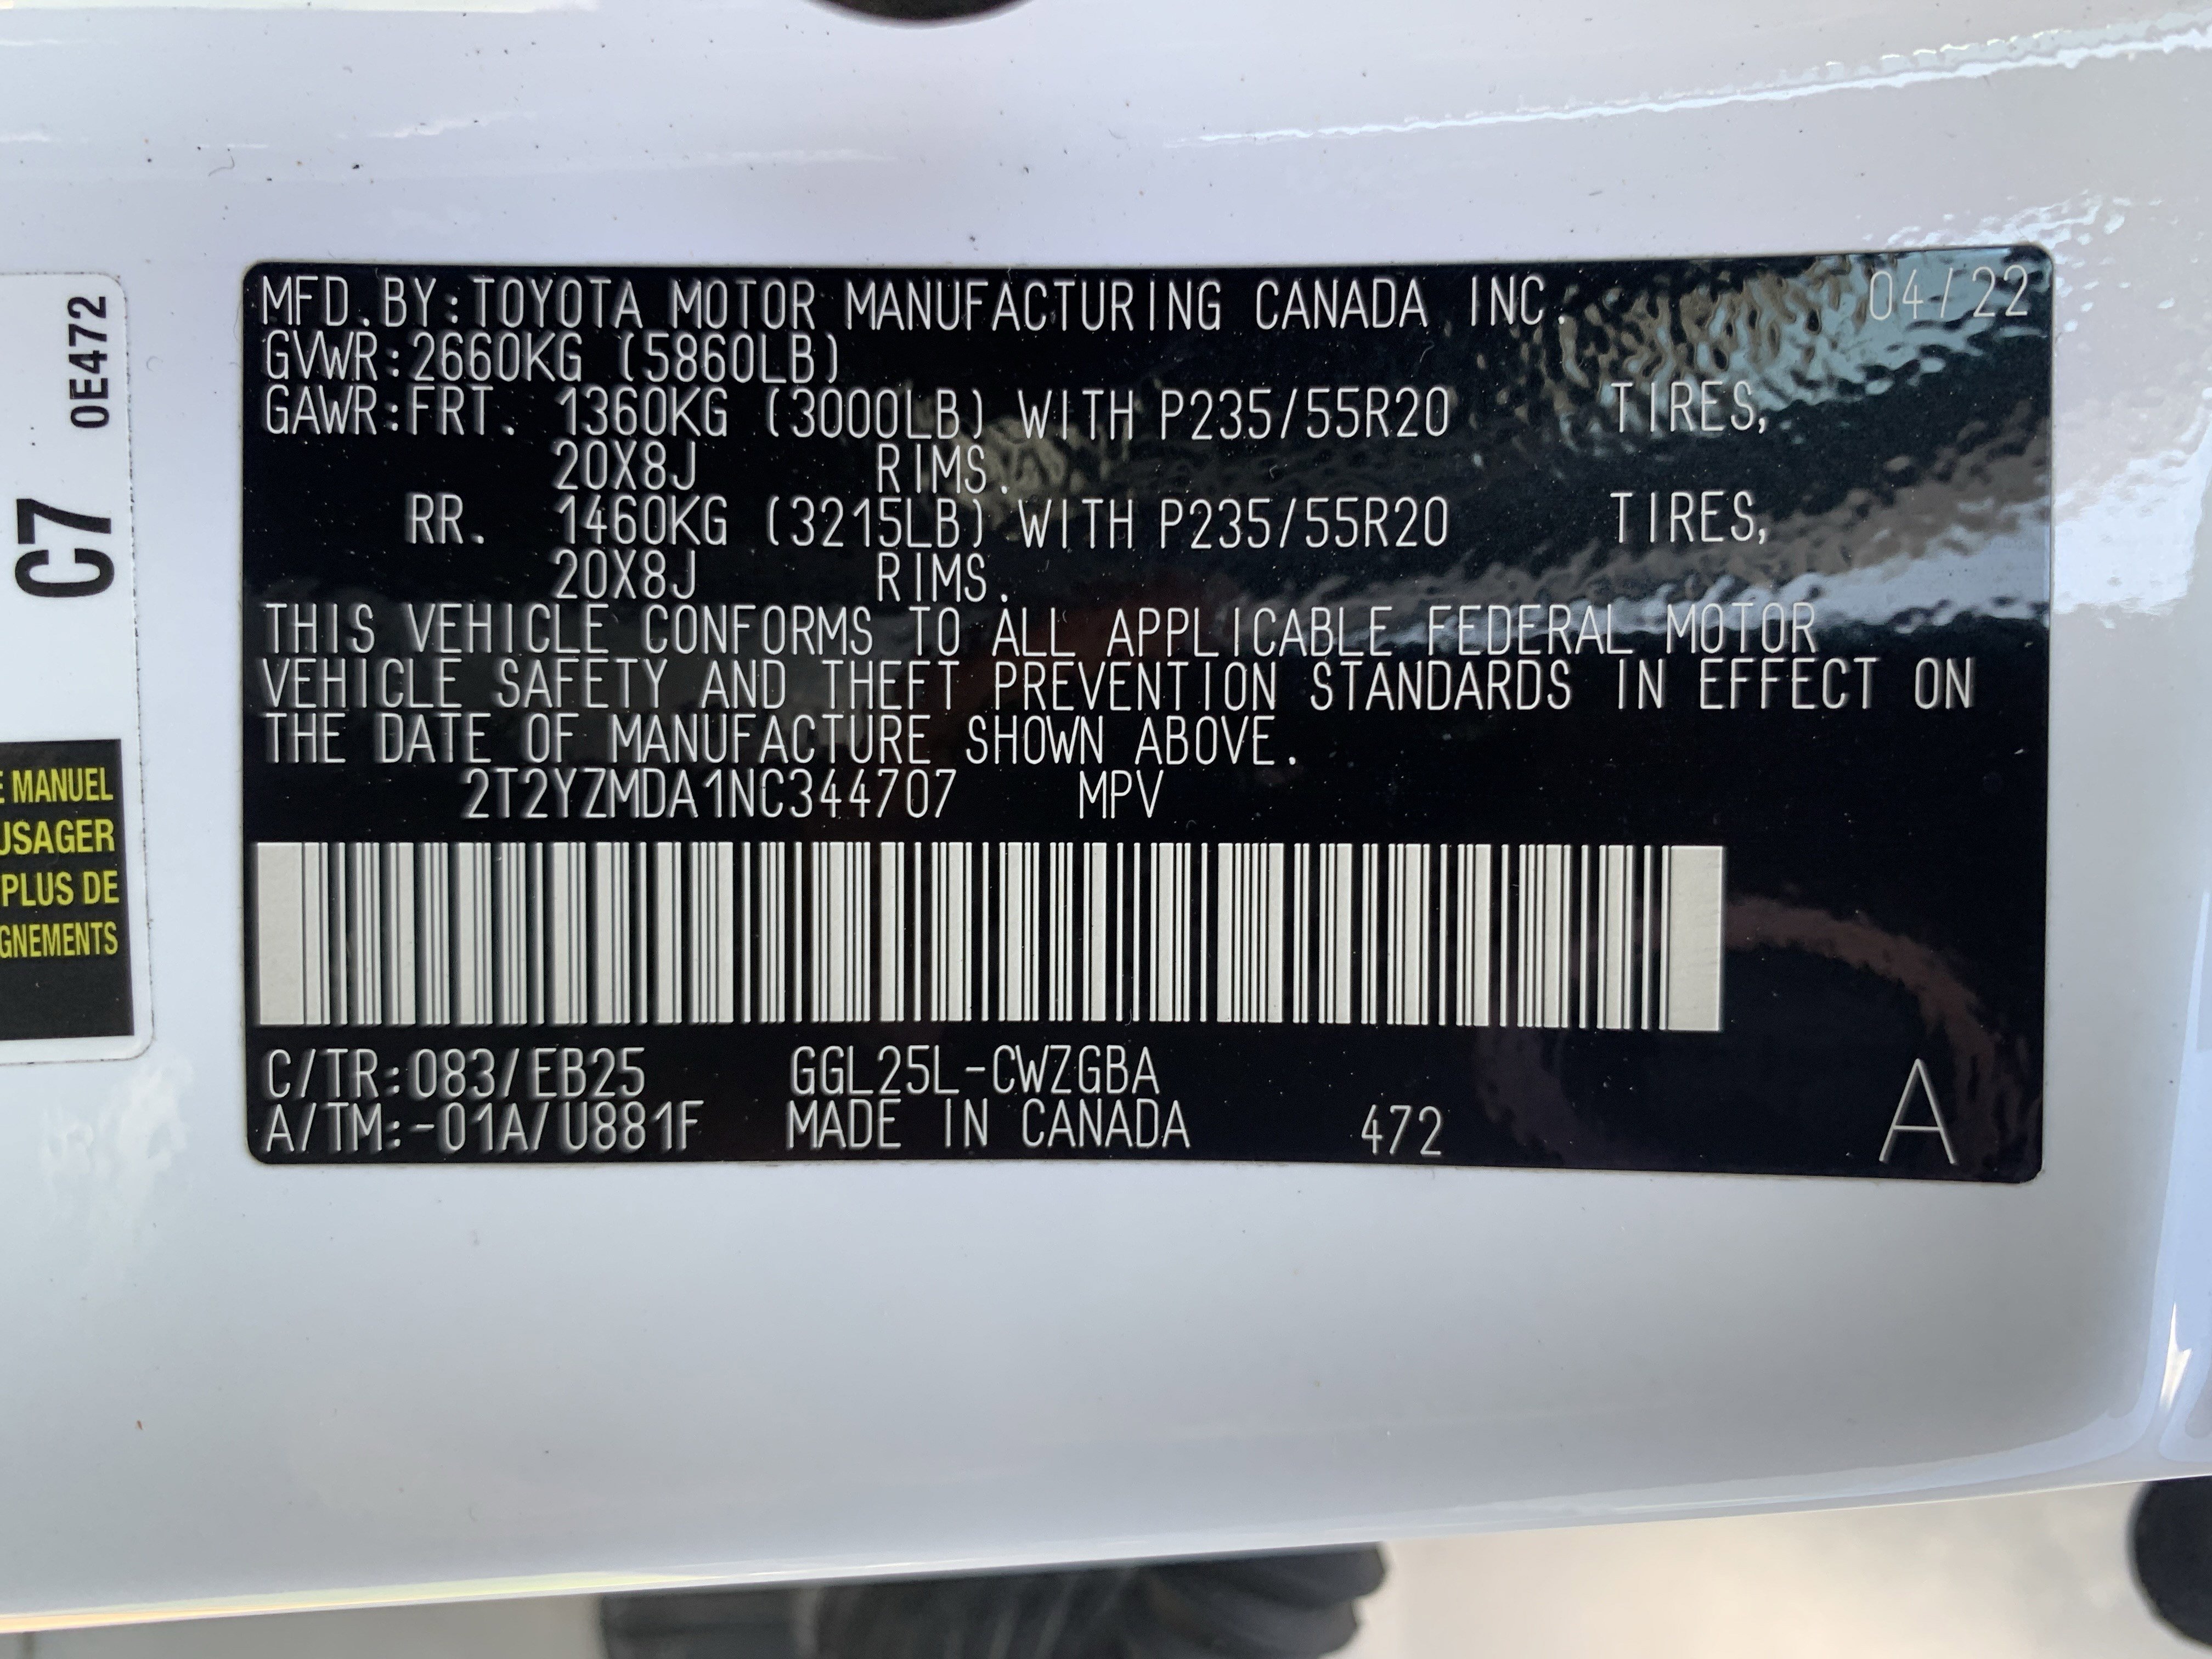 MFD.BY:TOYOTA MOTOR MANUFACTURING CANADA INC. 04/22
GVWR:2660KG (5860LB)
GAWR:FRT. 1360KG (3000LB) WITH P235/55R20 TIRES,
20X8J RIMS.
RR. 1460KG (3215LB) WITH P235/55R20 TIRES,
20X8J RIMS.
THIS VEHICLE CONFORMS TO ALL APPLICABLE FEDERAL MOTOR
VEHICLE SAFETY AND THEFT PREVENTION STANDARDS IN EFFECT ON
THE DATE OF MANUFACTURE SHOWN ABOVE.
2T2YZMDA1NC344707 MPV
C/TR:083/EB25 GGL25L-CWZGBA
A/TM:-01A/U881F MADE IN CANADA 472 A
C7 0E472
MANUEL
USAGER
PLUS DE